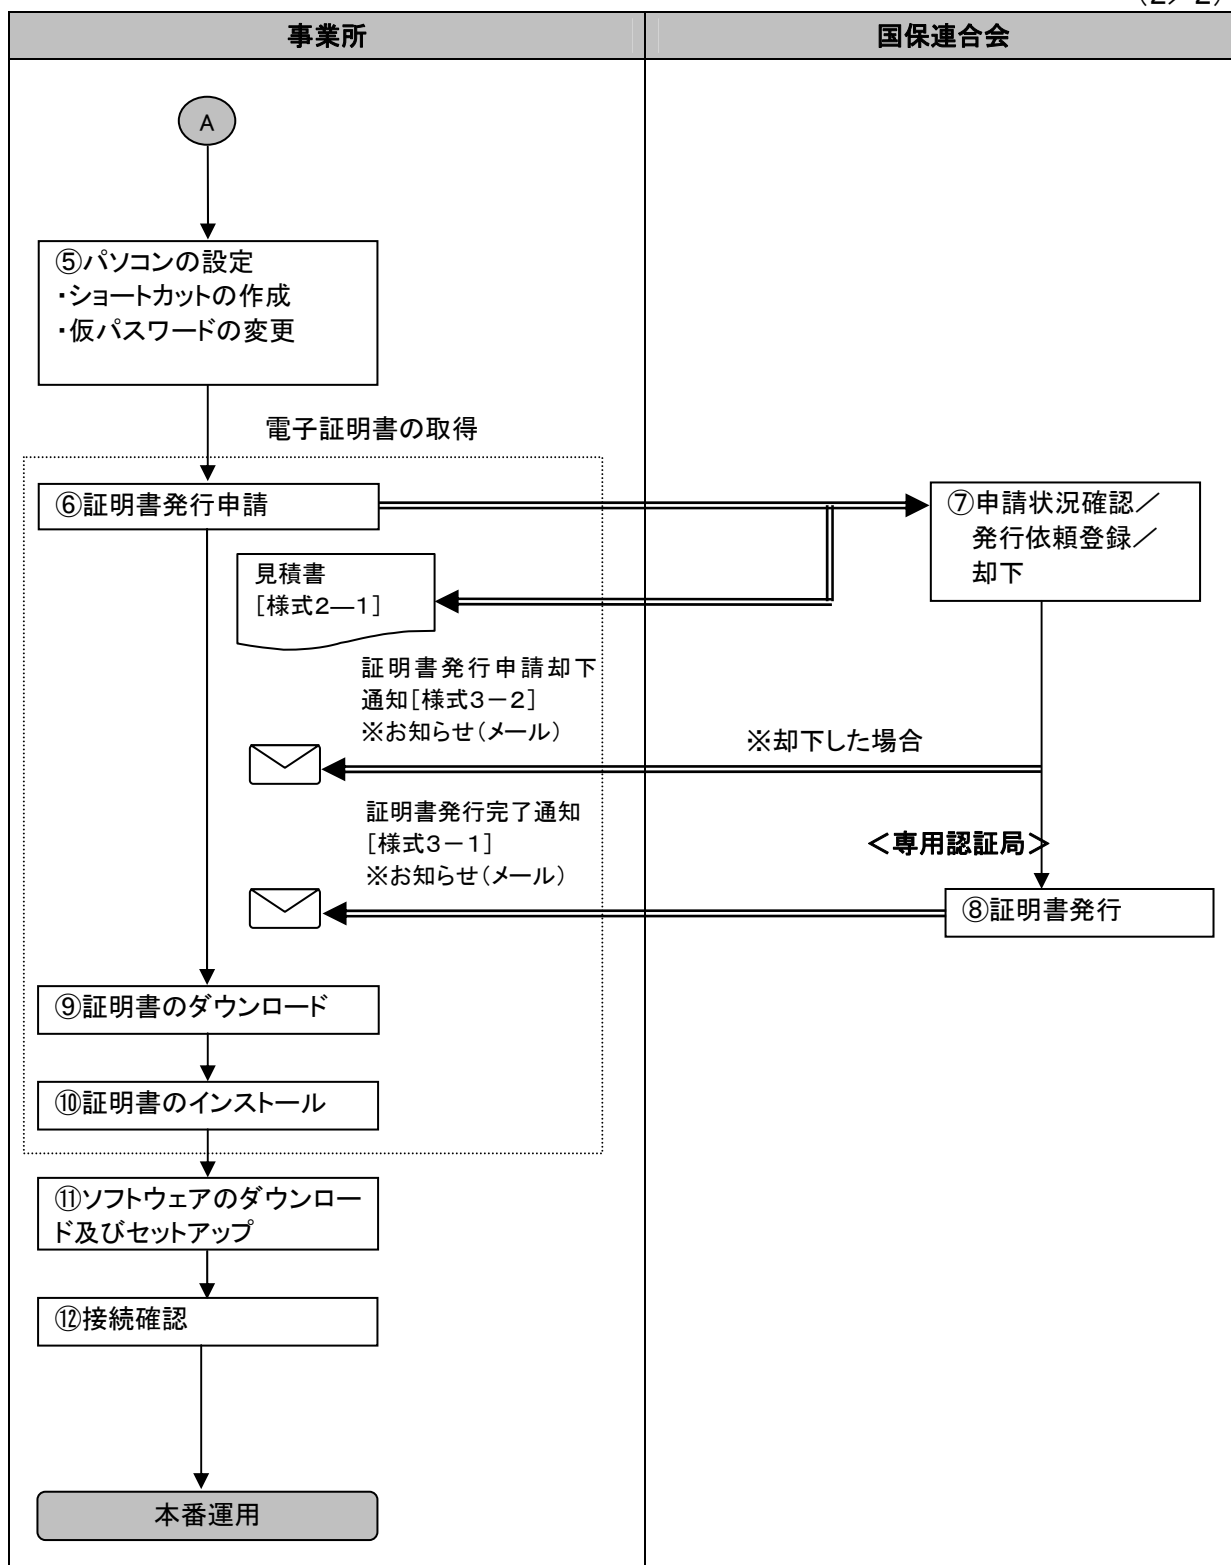 (2/2)
事業所
国保連合会
A
⑤パソコンの設定
・ショートカットの作成
・仮パスワードの変更
電子証明書の取得
⑥証明書発行申請
⑦申請状況確認／
発行依頼登録／
却下
見積書
[様式2―1]
証明書発行申請却下
通知[様式3－2]
※お知らせ(メール)
※却下した場合
証明書発行完了通知
[様式3－1]
※お知らせ(メール)
＜専用認証局＞
⑧証明書発行
⑨証明書のダウンロード
⑩証明書のインストール
⑪ソフトウェアのダウンロー
ド及びセットアップ
⑫接続確認
本番運用